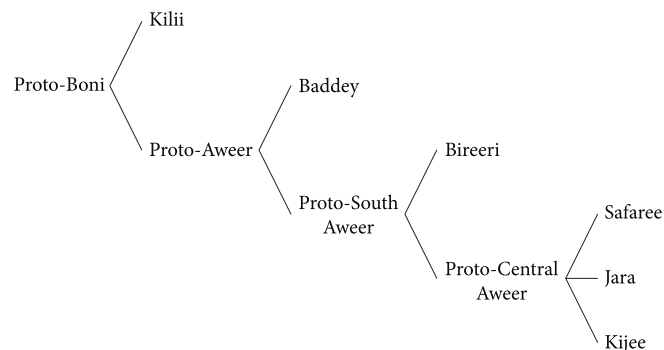 Kilii
Proto-Boni
Baddey
Proto-Aweer
Bireeri
Proto-South
Aweer
Safaree
Proto-Central
Aweer
Jara
Kijee